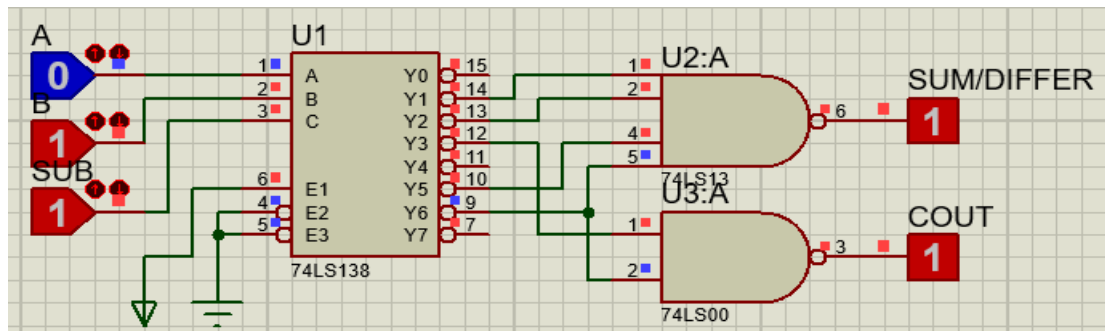 A
0
B
1
SUB
1
U1
1
2
3
6
4
5
A
B
C
E1
E2
E3
Y0
Y1
Y2
Y3
Y4
Y5
Y6
Y7
15
14
13
12
11
10
9
7
74LS138
U2:A
1
2
4
5
6
74LS13
SUM/DIFFER
1
U3:A
1
2
3
74LS00
COUT
1